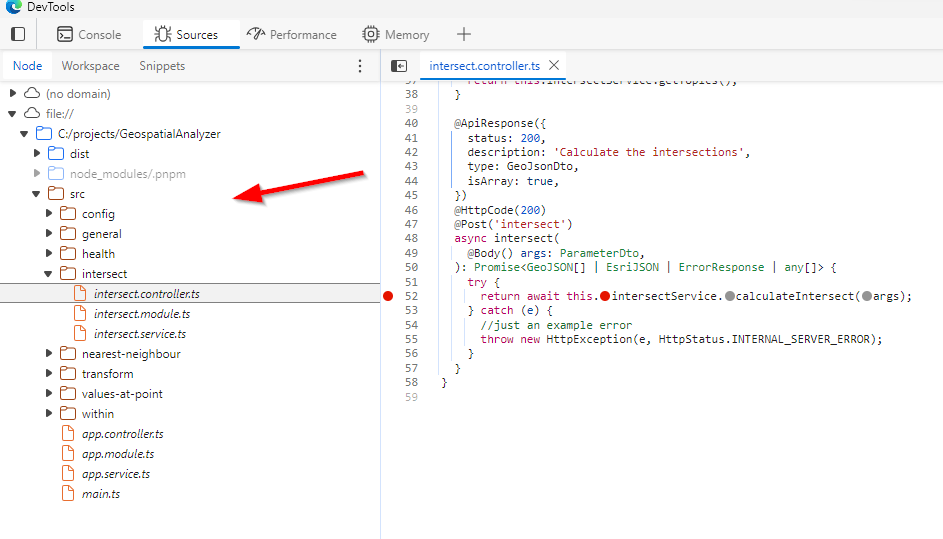 DevTools
Console Sources Performance Memory
Node Workspace Snippets
(no domain)
file://
C:/projects/GeospatialAnalyzer
dist
node_modules/.pnpm
src
config
general
health
intersect
intersect.controller.ts
intersect.module.ts
intersect.service.ts
nearest-neighbour
transform
values-at-point
within
app.controller.ts
app.module.ts
app.service.ts
main.ts
intersect.controller.ts
37 return this.intersectService.getTopics();
38 }
39
40 @ApiResponse({
41 status: 200,
42 description: 'Calculate the intersections',
43 type: GeoJsonDto,
44 isArray: true,
45 })
46 @HttpCode(200)
47 @Post('intersect')
48 async intersect(
49 @Body() args: ParameterDto,
50 ): Promise<GeoJSON[] | EsriJSON | ErrorResponse | any[]> {
51 try {
52 return await this.intersectService.calculateIntersect(args);
53 } catch (e) {
54 //just an example error
55 throw new HttpException(e, HttpStatus.INTERNAL_SERVER_ERROR);
56 }
57 }
58 }
59